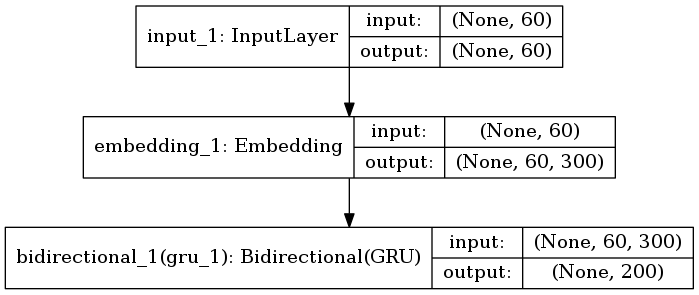 input_1: InputLayer
input: (None, 60)
output: (None, 60)
embedding_1: Embedding
input: (None, 60)
output: (None, 60, 300)
bidirectional_1(gru_1): Bidirectional(GRU)
input: (None, 60, 300)
output: (None, 200)